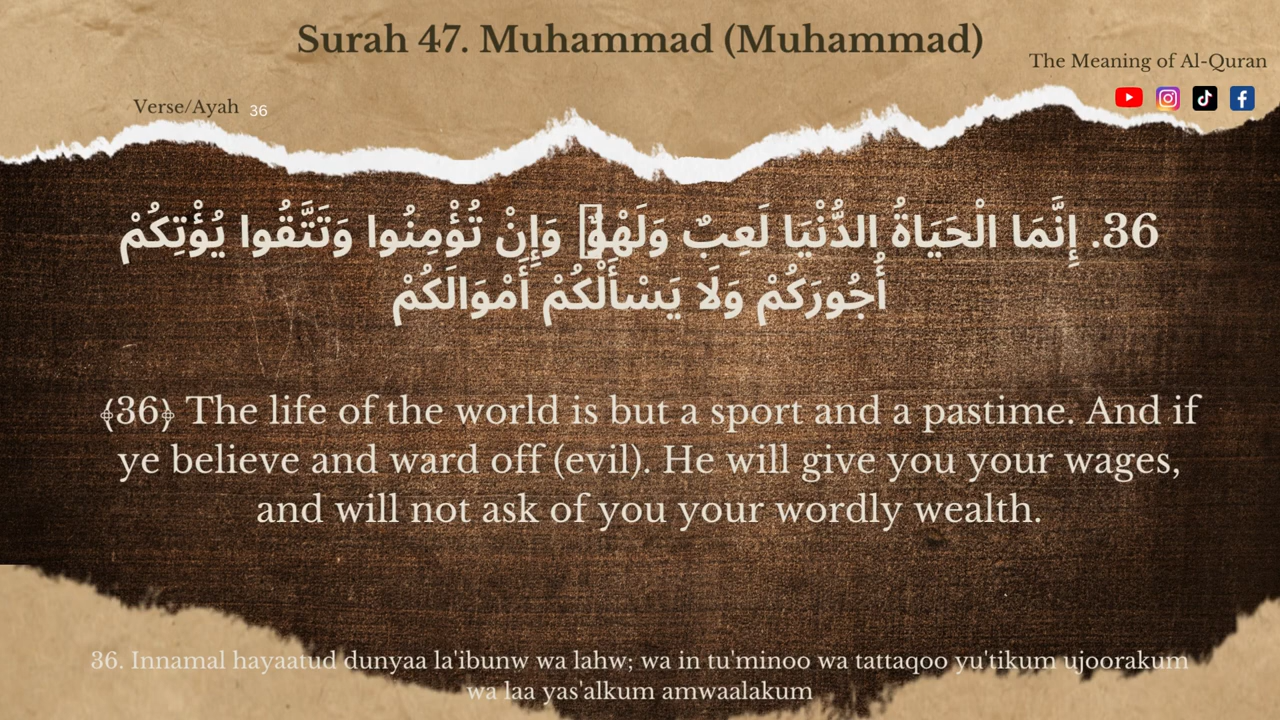 Surah 47. Muhammad (Muhammad)
The Meaning of Al-Quran
Verse/Ayah 36
36. إِنَّمَا الْحَيَاةُ الدُّنْيَا لَعِبٌ وَلَهْوٌ وَإِنْ تُؤْمِنُوا وَتَتَّقُوا يُؤْتِكُمْ
أُجُورَكُمْ وَلَا يَسْأَلْكُمْ أَمْوَالَكُمْ
﴾36﴿ The life of the world is but a sport and a pastime. And if
ye believe and ward off (evil). He will give you your wages,
and will not ask of you your wordly wealth.
36. Innamal hayaatud dunyaa la'ibunw wa lahw; wa in tu'minoo wa tattaqoo yu'tikum ujoorakum
wa laa yas'alkum amwaalakum